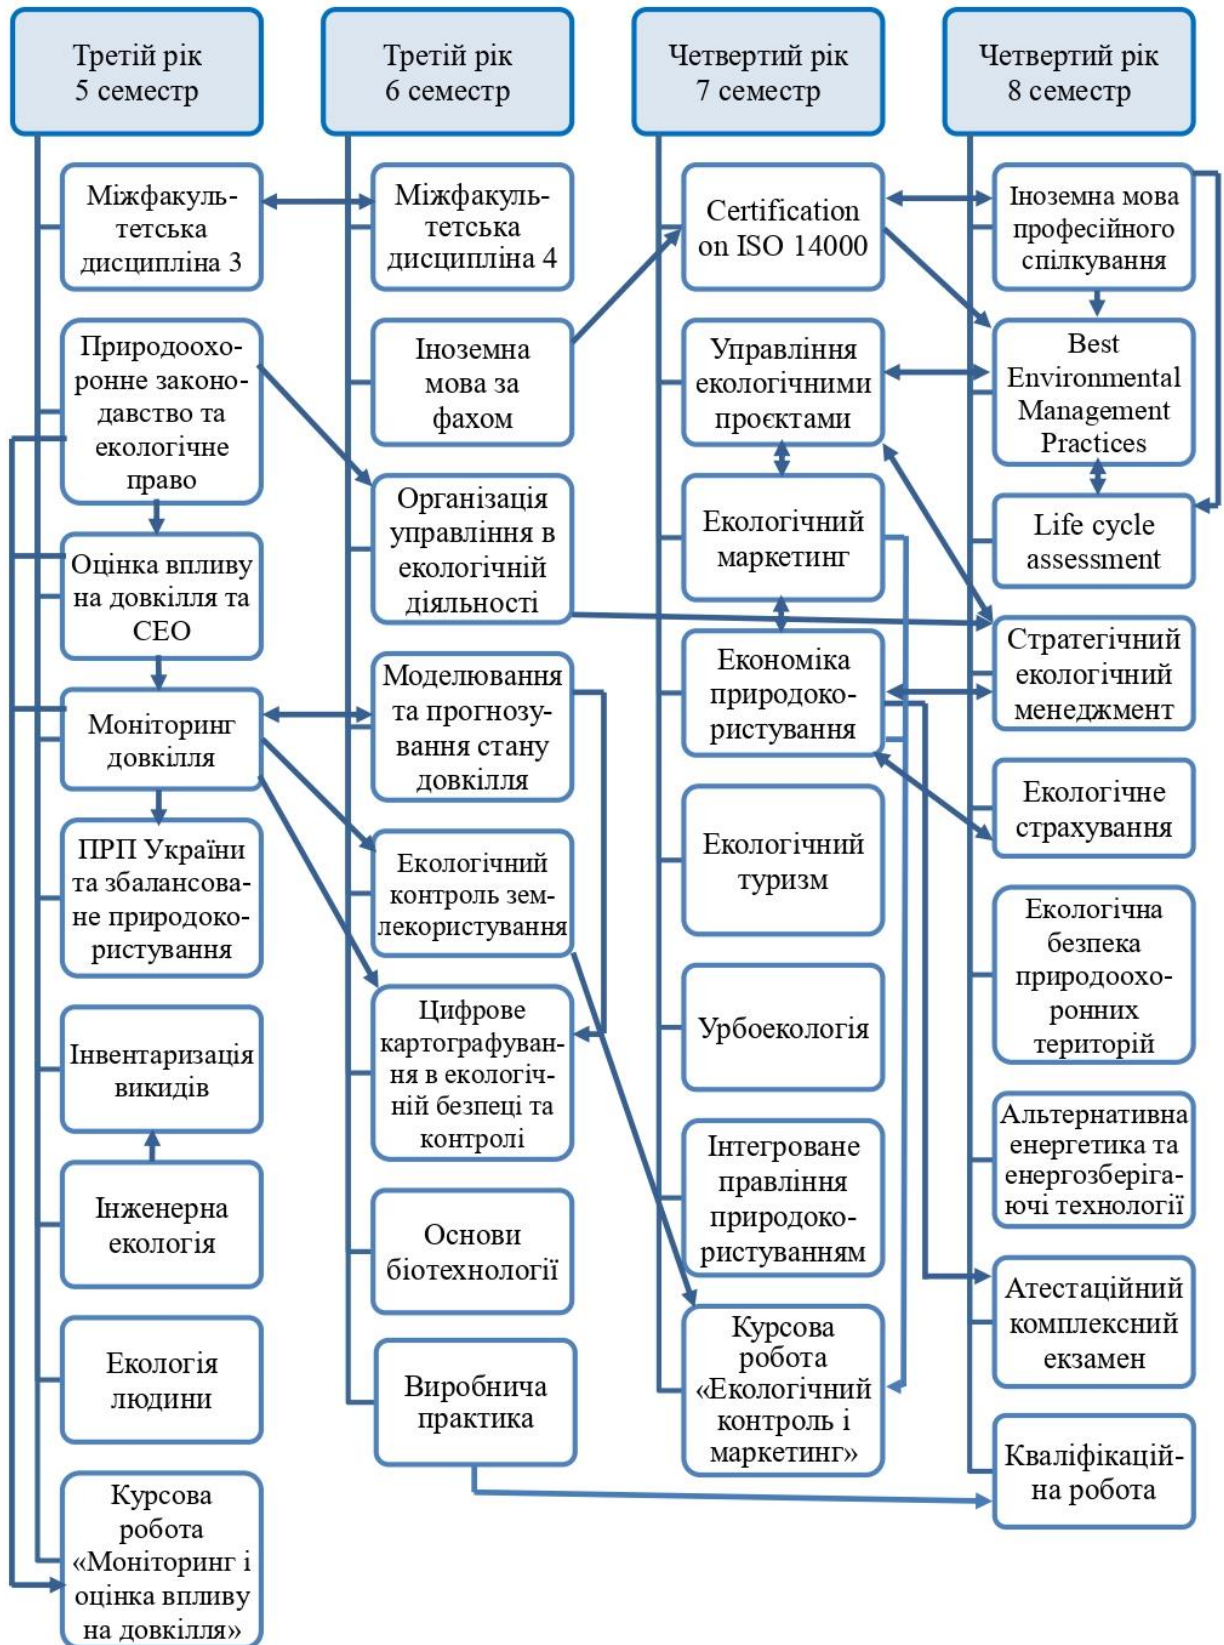 Третій рік
5 семестр
Міжфакуль-
тетська
дисципліна 3
Природоохо-
ронне законо-
давство та
екологічне
право
Оцінка впливу
на довкілля та
СЕО
Моніторинг
довкілля
ПРП України
та збалансова-
не природоко-
ристування
Інвентаризація
викидів
Інженерна
екологія
Екологія
людини
Курсова
робота
«Моніторинг і
оцінка впливу
на довкілля»
Третій рік
6 семестр
Міжфакуль-
тетська
дисципліна 4
Іноземна
мова за
фахом
Організація
управління в
екологічній
діяльності
Моделювання
та прогнозу-
вання стану
довкілля
Екологічний
контроль зем-
лекористування
Цифрове
картографуван-
ня в екологіч-
ній безпеці та
контролі
Основи
біотехнології
Виробнича
практика
Четвертий рік
7 семестр
Certification
on ISO 14000
Управління
екологічними
проєктами
Екологічний
маркетинг
Економіка
природоко-
ристування
Екологічний
туризм
Урбоекологія
Інтегроване
правління
природоко-
ристуванням
Курсова
робота
«Екологічний
контроль і
маркетинг»
Четвертий рік
8 семестр
Іноземна мова
професійного
спілкування
Best
Environmental
Management
Practices
Life cycle
assessment
Стратегічний
екологічний
менеджмент
Екологічне
страхування
Екологічна
безпека
природоохо-
ронних
територій
Альтернативна
енергетика та
енергозберіга-
ючі технології
Атестаційний
комплексний
екзамен
Кваліфікацій-
на робота